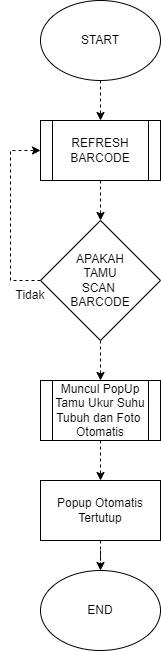 START
REFRESH
BARCODE
APAKAH
TAMU
SCAN
BARCODE
Tidak
Muncul PopUp
Tamu Ukur Suhu
Tubuh dan Foto
Otomatis
Popup Otomatis
Tertutup
END